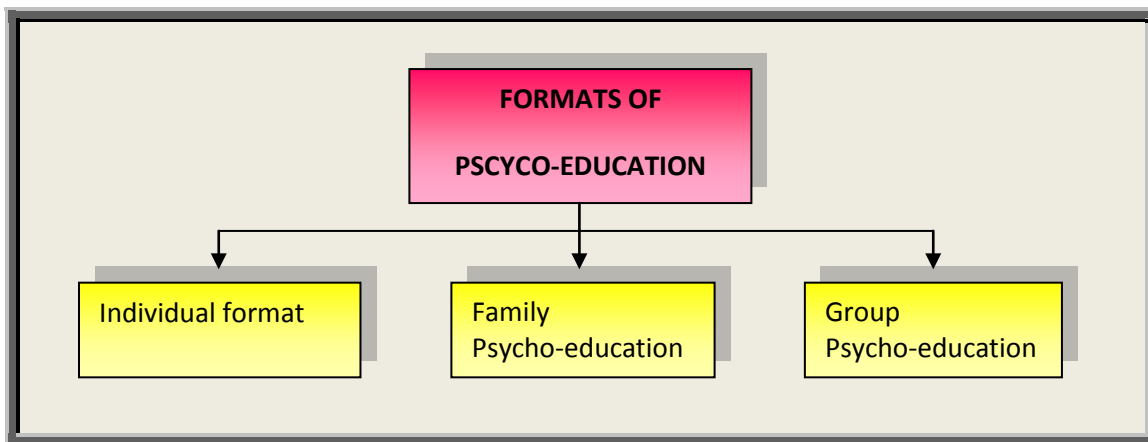 FORMATS OF
PSCYCO-EDUCATION
Individual format
Family
Psycho-education
Group
Psycho-education